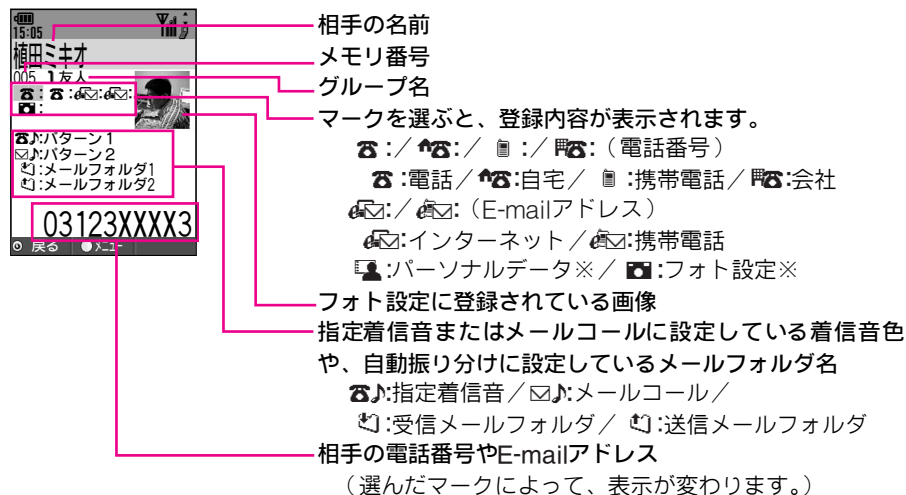 15:05
植田ミキオ
005 1友人
☎: ☎:e✉:e✉:
📷:
☎♪:パターン1
✉♪:パターン2
:メールフォルダ1
:メールフォルダ2
03123XXXX3
戻る ●メニュー
相手の名前
メモリ番号
グループ名
マークを選ぶと、登録内容が表示されます。
☎:/☎:/:/☎:(電話番号)
☎:電話/☎:自宅/:携帯電話/☎:会社
e✉:/e✉:(E-mailアドレス)
e✉:インターネット/e✉:携帯電話
:パーソナルデータ※/📷:フォト設定※
フォト設定に登録されている画像
指定着信音またはメールコールに設定している着信音色
や、自動振り分けに設定しているメールフォルダ名
☎♪:指定着信音/✉♪:メールコール/
:受信メールフォルダ/:送信メールフォルダ
相手の電話番号やE-mailアドレス
(選んだマークによって、表示が変わります。)